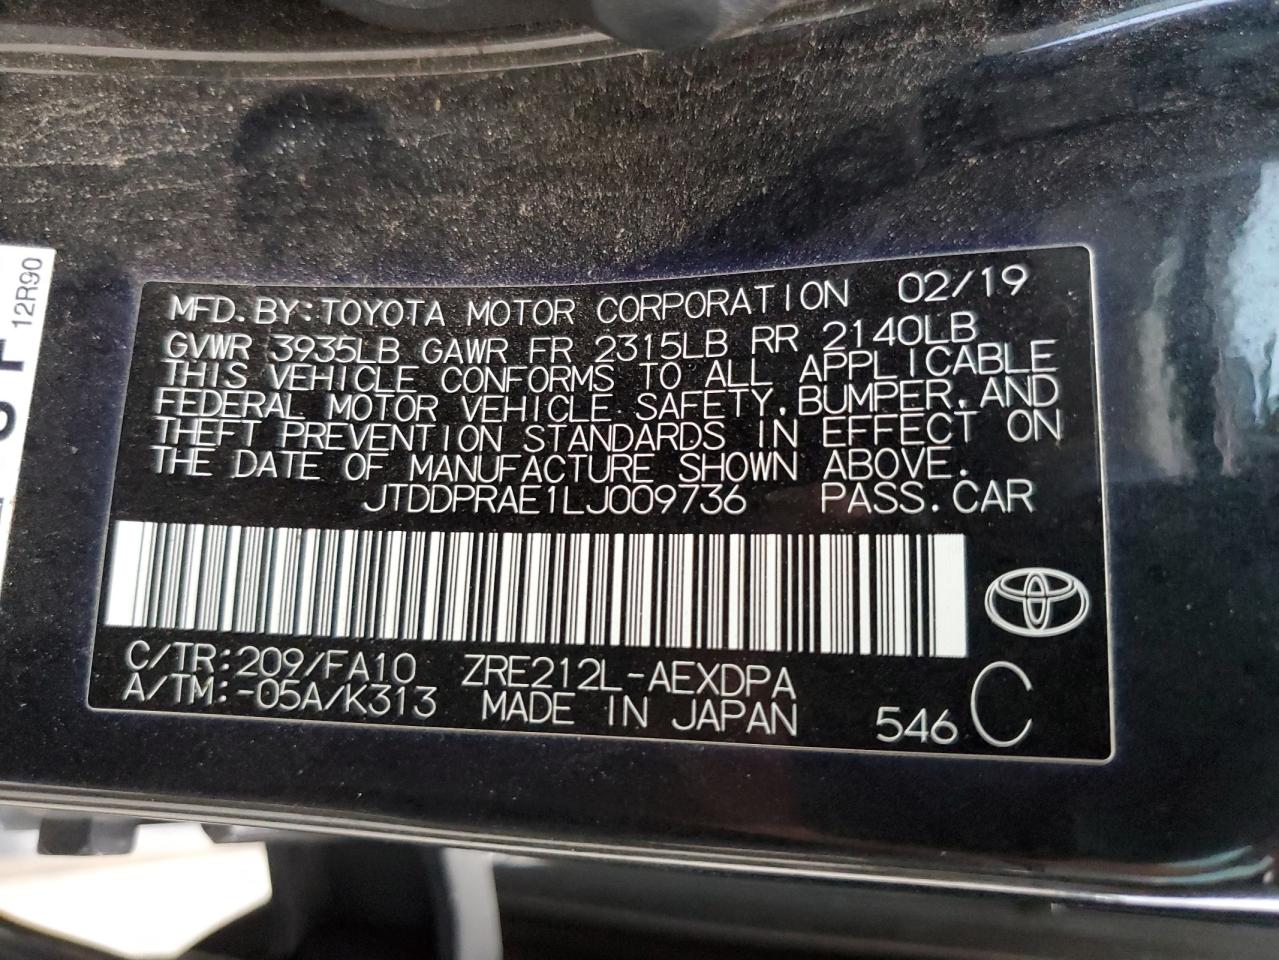 12R90
MFD.BY:TOYOTA MOTOR CORPORATION 02/19
GVWR 3935LB GAWR FR 2315LB RR 2140LB
THIS VEHICLE CONFORMS TO ALL APPLICABLE
FEDERAL MOTOR VEHICLE SAFETY,BUMPER,AND
THEFT PREVENTION STANDARDS IN EFFECT ON
THE DATE OF MANUFACTURE SHOWN ABOVE.
JTDDPRAE1LJ009736 PASS.CAR
C/TR:209/FA10 ZRE212L-AEXDPA
A/TM:-05A/K313 MADE IN JAPAN 546 C